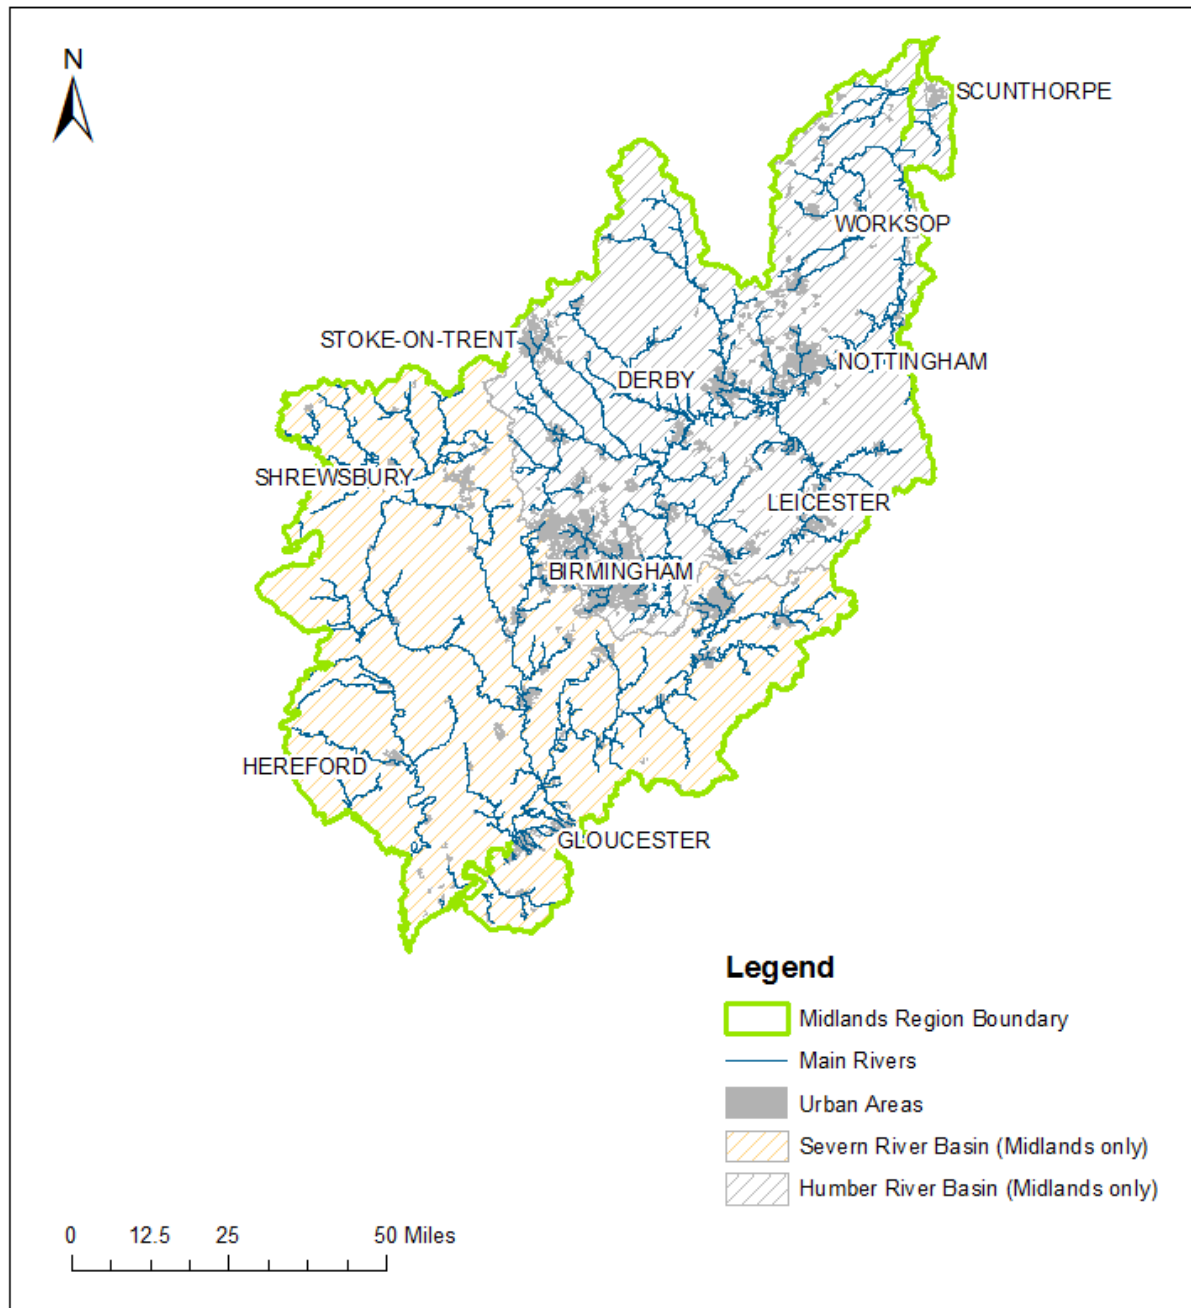 N
SCUNTHORPE
WORKSOP
STOKE-ON-TRENT
NOTTINGHAM
DERBY
SHREWSBURY
LEICESTER
BIRMINGHAM
HEREFORD
GLOUCESTER
Legend
Midlands Region Boundary
Main Rivers
Urban Areas
Severn River Basin (Midlands only)
Humber River Basin (Midlands only)
0 12.5 25 50 Miles